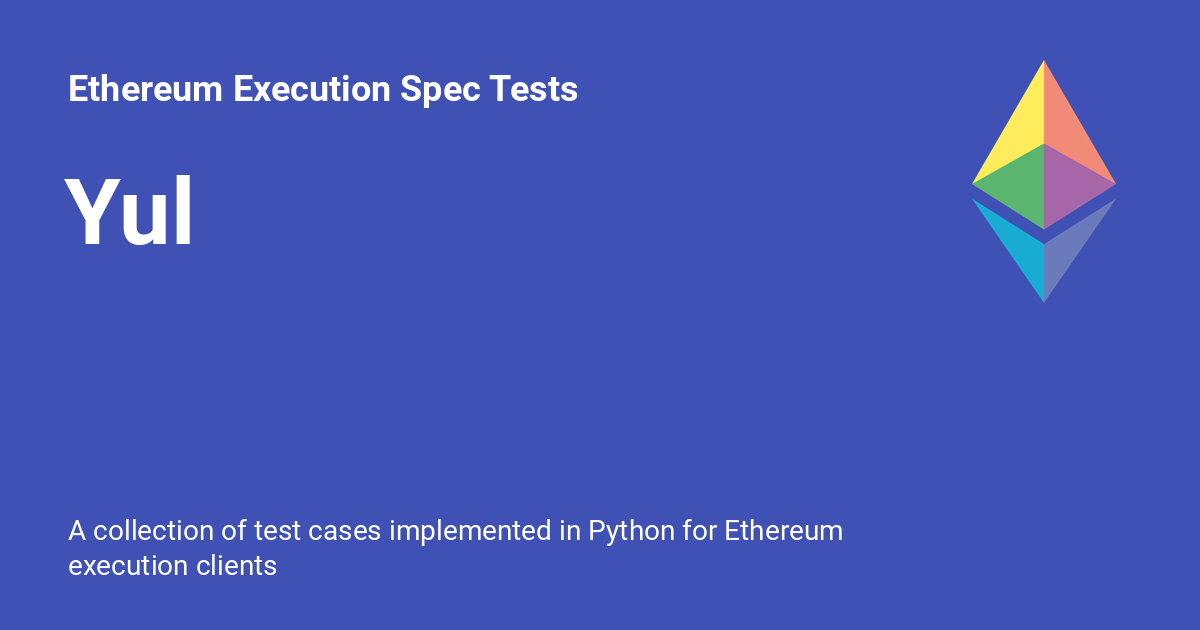 Ethereum Execution Spec Tests
Yul
A collection of test cases implemented in Python for Ethereum
execution clients